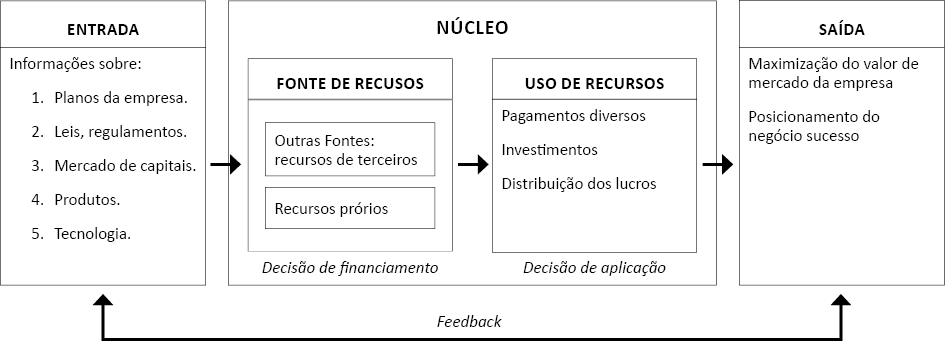 ENTRADA
Informações sobre:
1. Planos da empresa.
2. Leis, regulamentos.
3. Mercado de capitais.
4. Produtos.
5. Tecnologia.
NÚCLEO
FONTE DE RECUSOS
Outras Fontes:
recursos de terceiros
Recursos prórios
Decisão de financiamento
USO DE RECURSOS
Pagamentos diversos
Investimentos
Distribuição dos lucros
Decisão de aplicação
SAÍDA
Maximização do valor de
mercado da empresa
Posicionamento do
negócio sucesso
Feedback